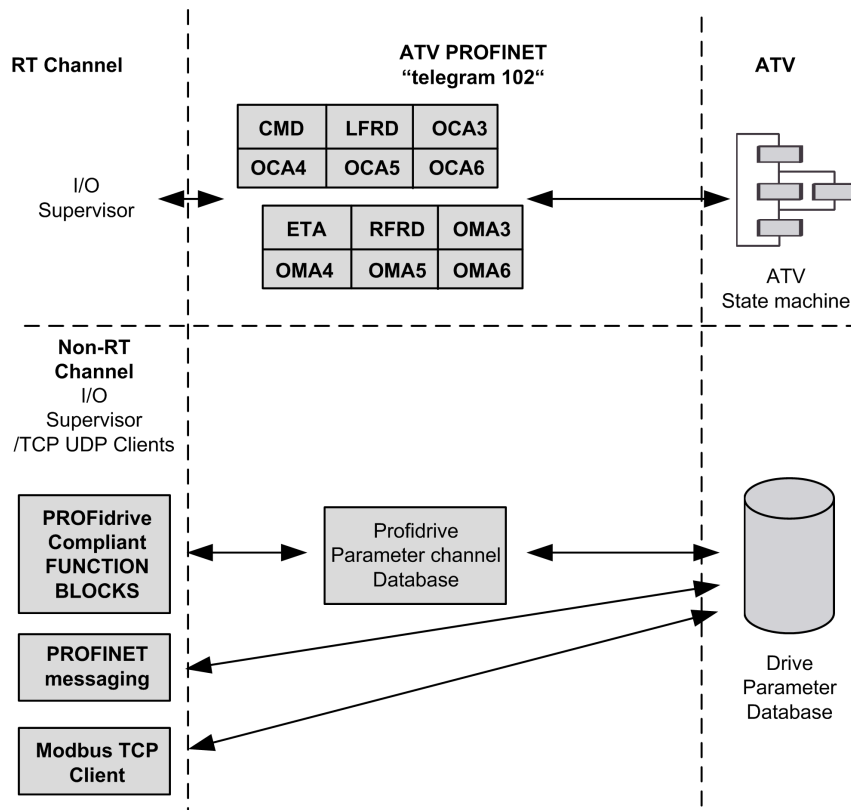 RT Channel
ATV PROFINET
“telegram 102“
ATV
CMD LFRD OCA3
OCA4 OCA5 OCA6
I/O
Supervisor
ETA RFRD OMA3
OMA4 OMA5 OMA6
ATV
State machine
Non-RT
Channel
I/O
Supervisor
/TCP UDP Clients
PROFidrive
Compliant
FUNCTION
BLOCKS
Profidrive
Parameter channel
Database
PROFINET
messaging
Drive
Parameter
Database
Modbus TCP
Client